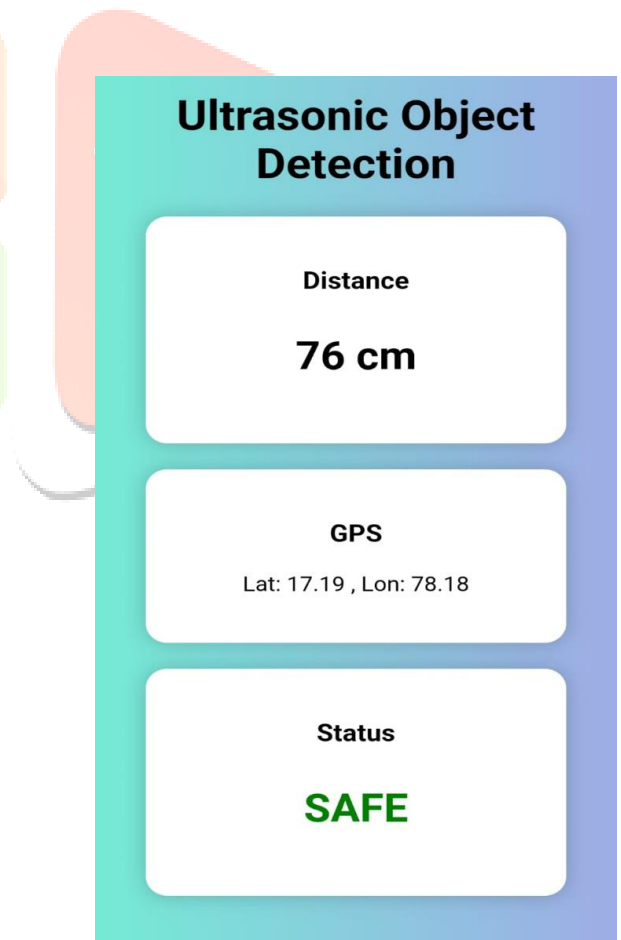 Ultrasonic Object
Detection
Distance
76 cm
GPS
Lat: 17.19 , Lon: 78.18
Status
SAFE